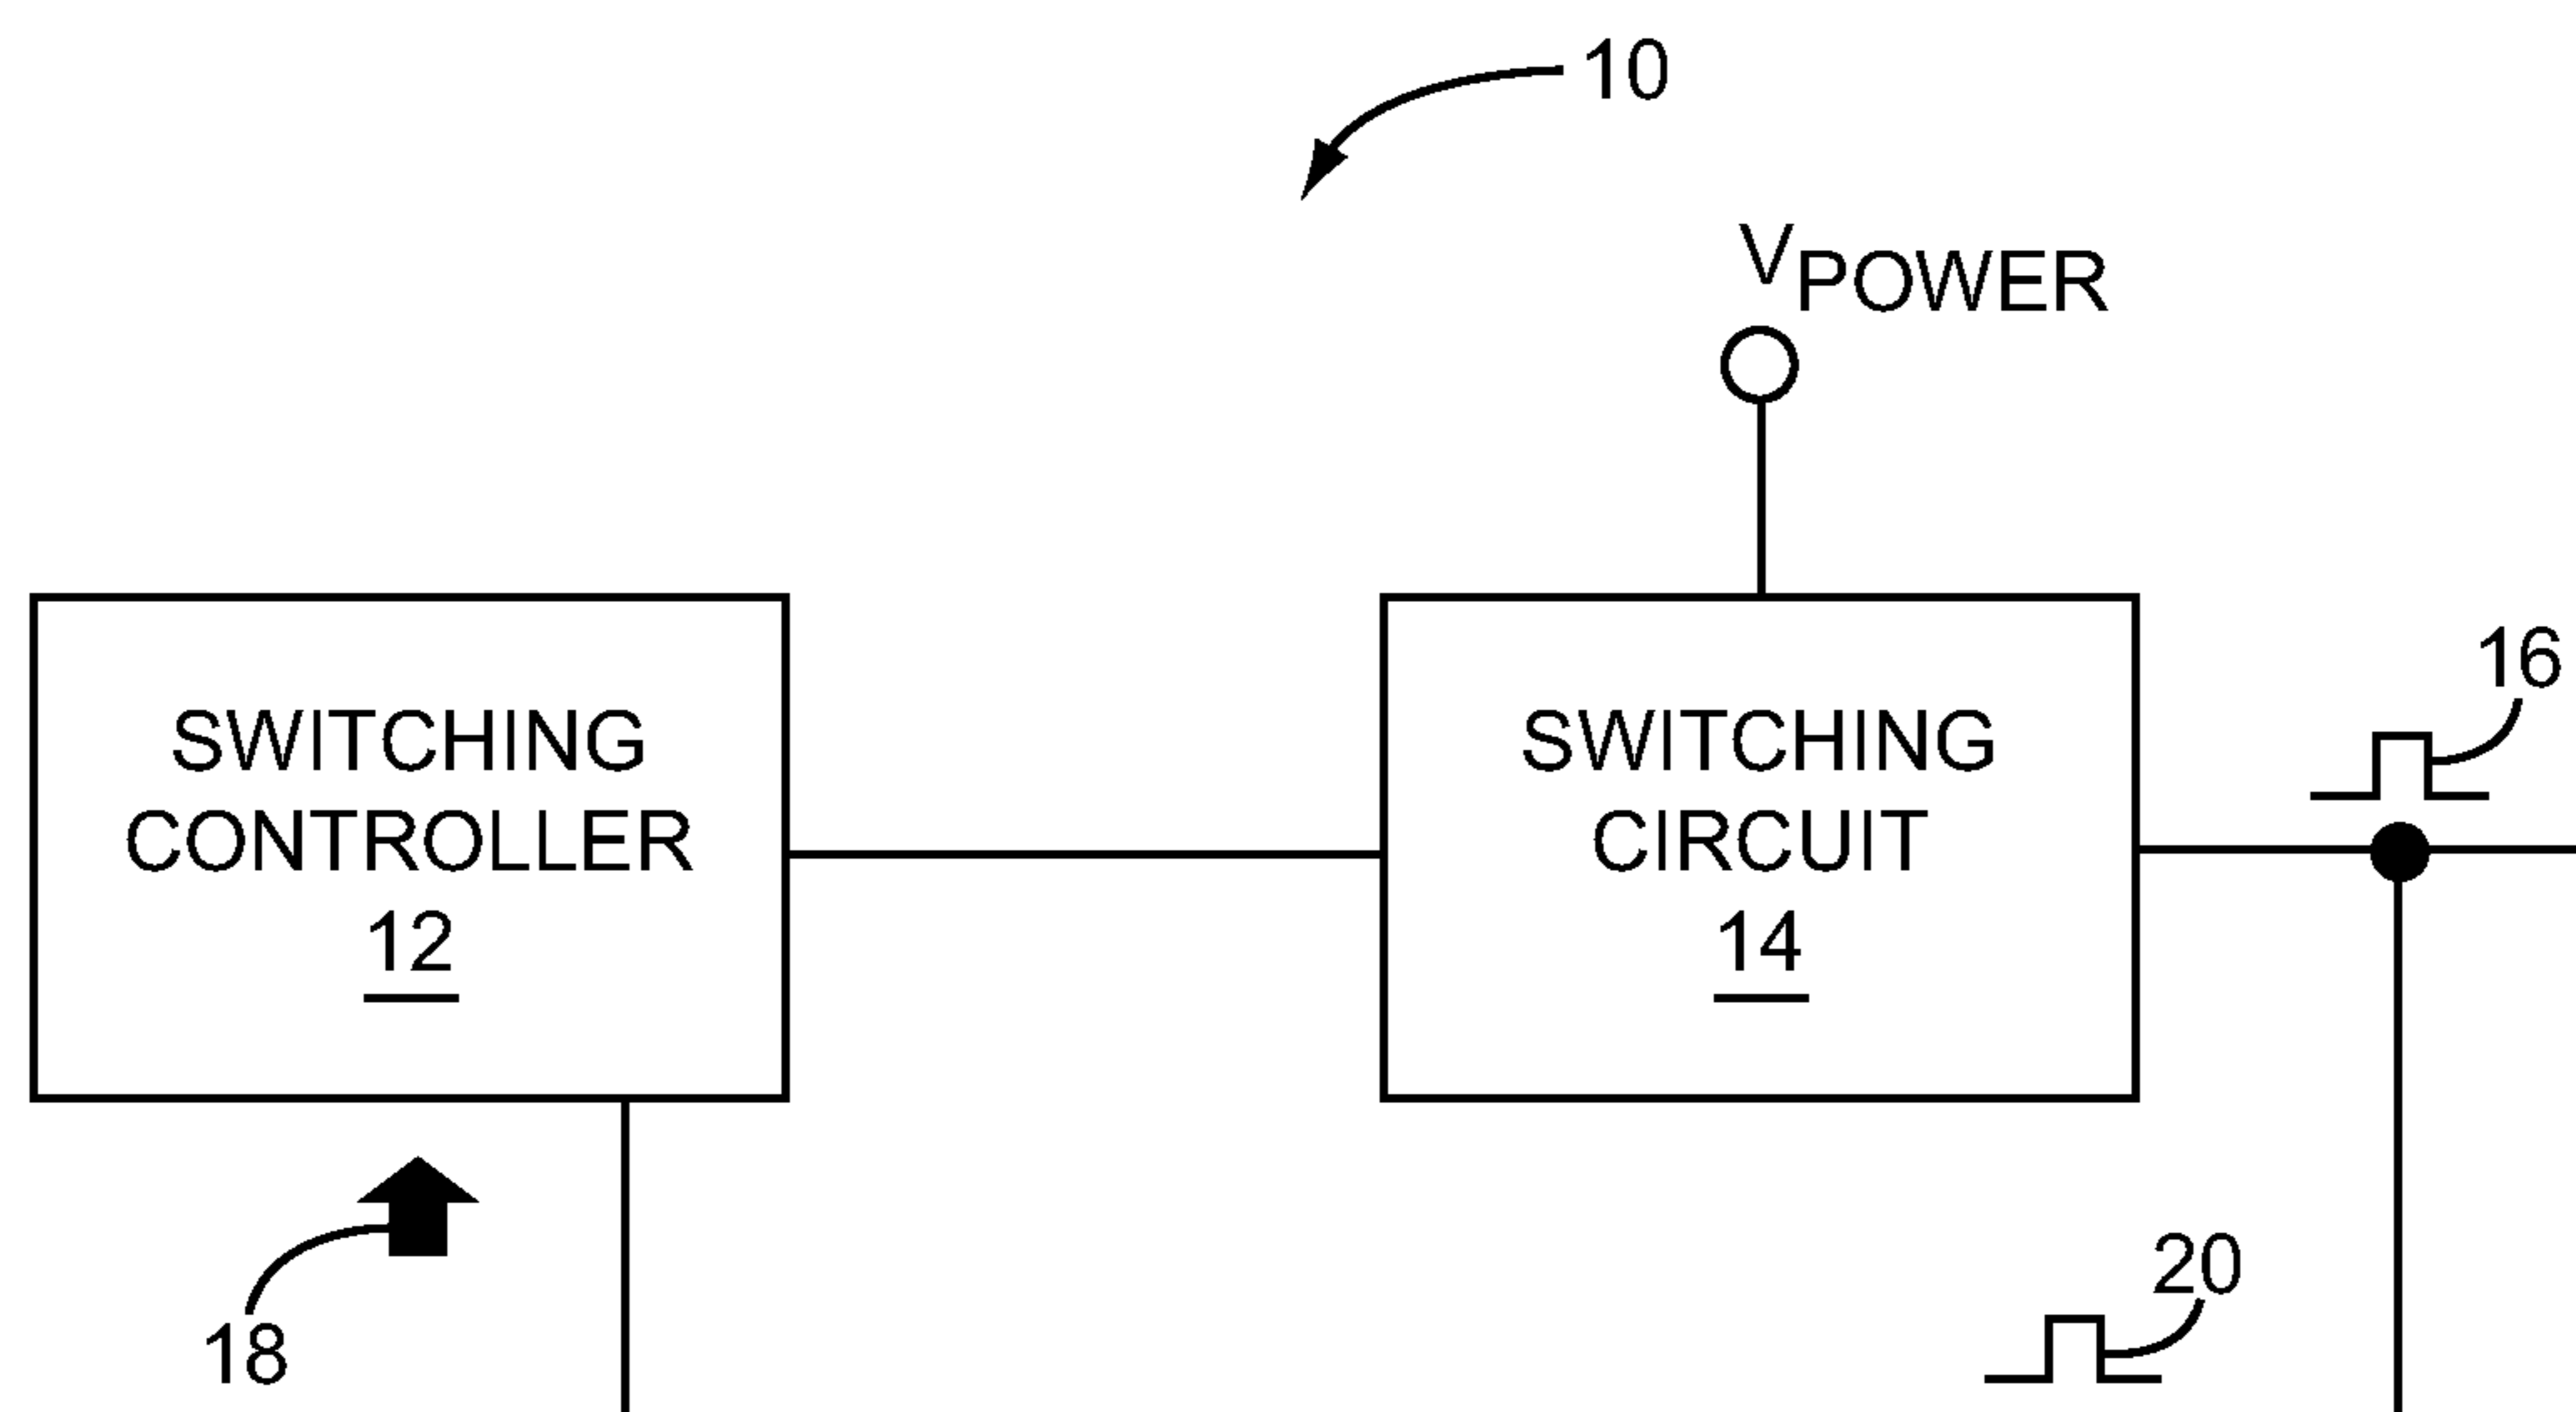 10
VPOWER
SWITCHING
CONTROLLER
12
SWITCHING
CIRCUIT
14
16
18
20